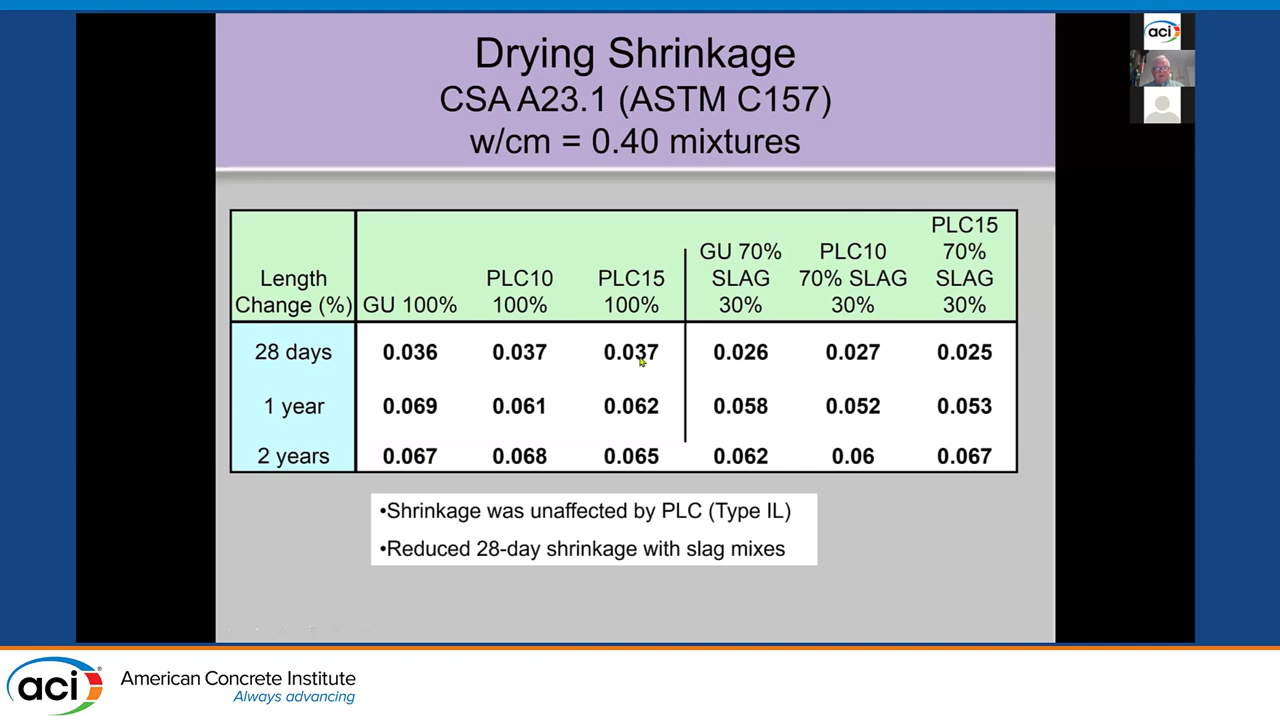 Drying Shrinkage
CSA A23.1 (ASTM C157)
w/cm = 0.40 mixtures
aci
Length Change (%) GU 100% PLC10 100% PLC15 100% GU 70% SLAG 30% PLC10 70% SLAG 30% PLC15 70% SLAG 30%
28 days 0.036 0.037 0.037 0.026 0.027 0.025
1 year 0.069 0.061 0.062 0.058 0.052 0.053
2 years 0.067 0.068 0.065 0.062 0.06 0.067
•Shrinkage was unaffected by PLC (Type IL)
•Reduced 28-day shrinkage with slag mixes
aci®
American Concrete Institute
Always advancing